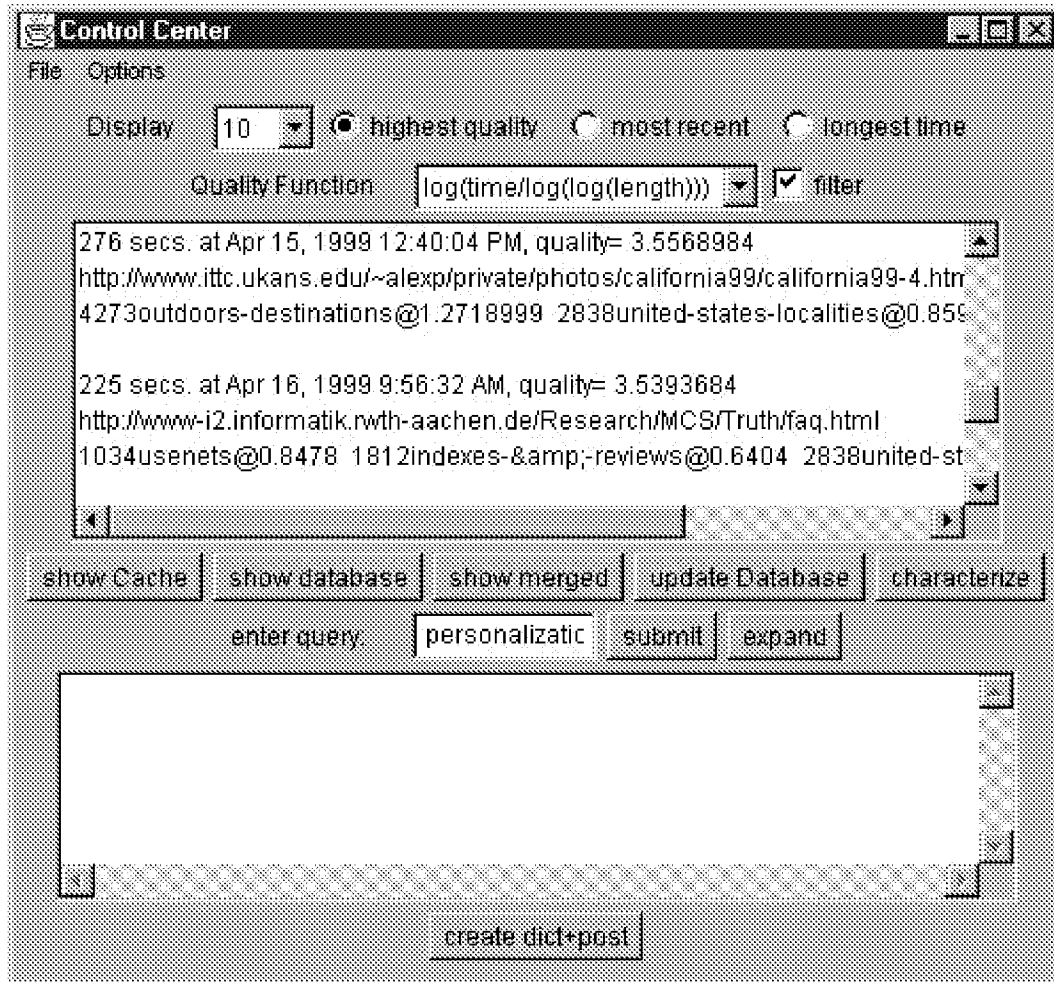 Control Center
File Options
Display 10 highest quality most recent longest time
Quality Function log(time/log(log(length))) filter
276 secs. at Apr 15, 1999 12:40:04 PM, quality= 3.5568984
http://www.ittc.ukans.edu/~alexp/private/photos/california99/california99-4.htm
4273outdoors-destinations@1.2718999 2838united-states-localities@0.859
225 secs. at Apr 16, 1999 9:56:32 AM, quality= 3.5393684
http://www-i2.informatik.rwth-aachen.de/Research/MCS/Truth/faq.html
1034usenets@0.8478 1812indexes-&amp;-reviews@0.6404 2838united-st
show Cache show database show merged update Database characterize
enter query personalizatic submit expand
create dict+post